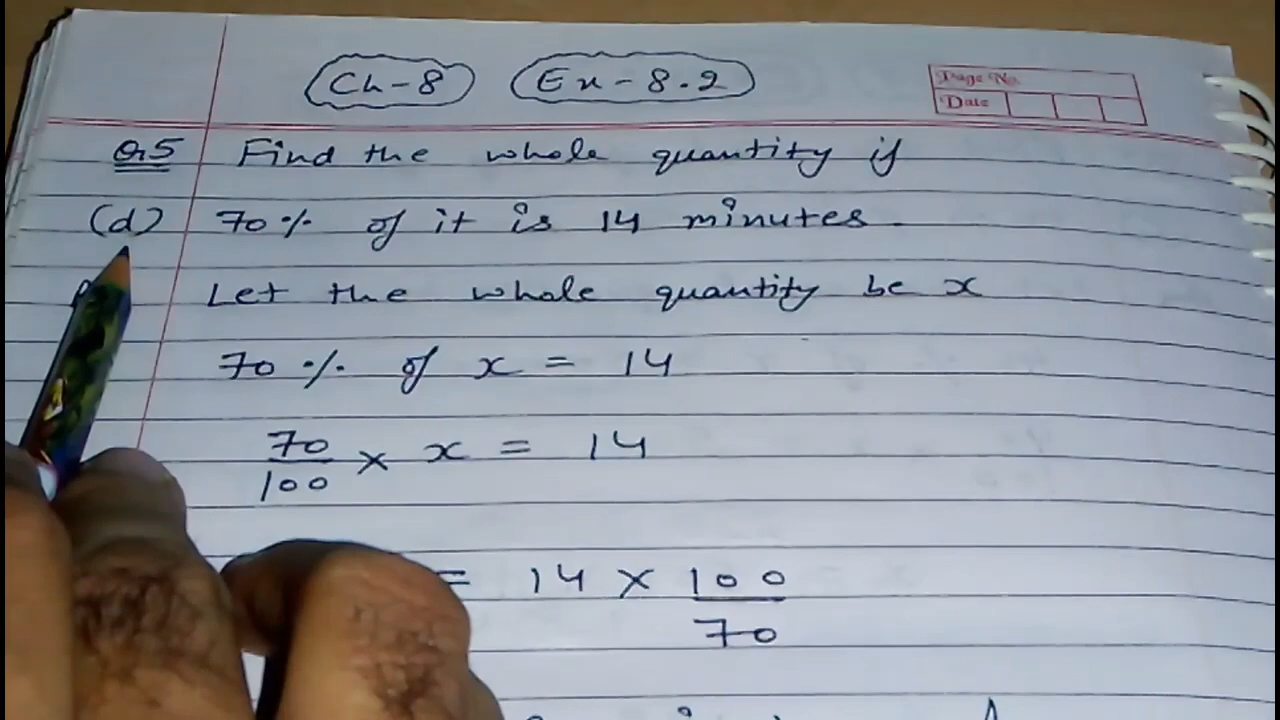 Ch-8 Ex-8.2
Page No.
Date
Q5 Find the whole quantity if
(d) 70% of it is 14 minutes.
Let the whole quantity be x
70% of x = 14
70/100 × x = 14
= 14 × 100/70